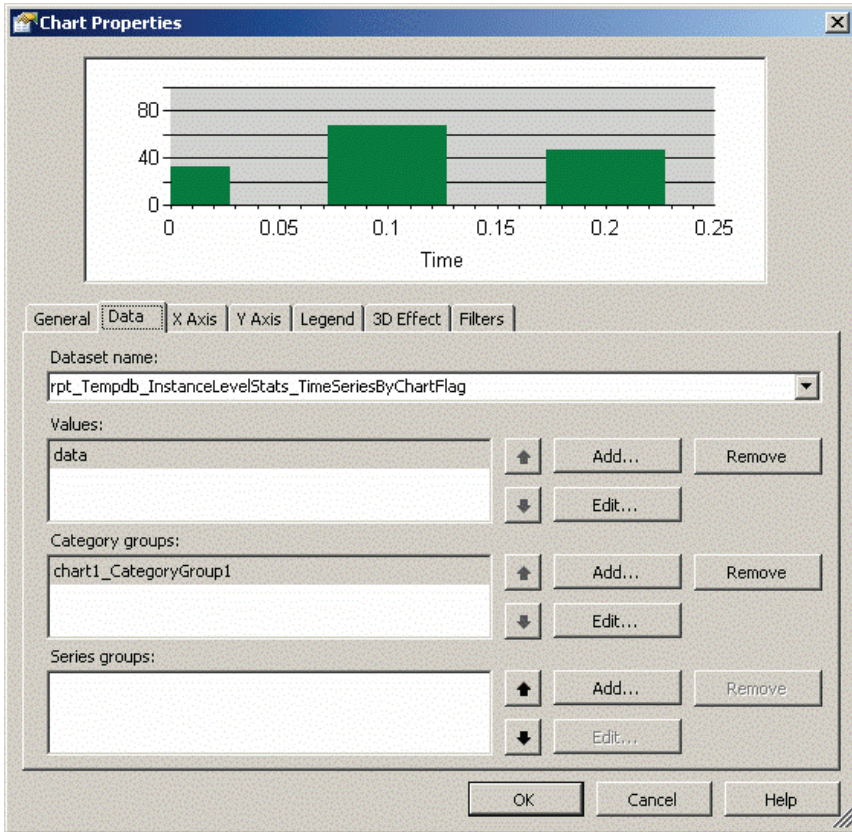 Chart Properties
80
40
0
0 0.05 0.1 0.15 0.2 0.25
Time
General Data X Axis Y Axis Legend 3D Effect Filters
Dataset name:
rpt_Tempdb_InstanceLevelStats_TimeSeriesByChartFlag
Values:
data
Add... Remove
Edit...
Category groups:
chart1_CategoryGroup1
Add... Remove
Edit...
Series groups:
Add... Remove
Edit...
OK Cancel Help